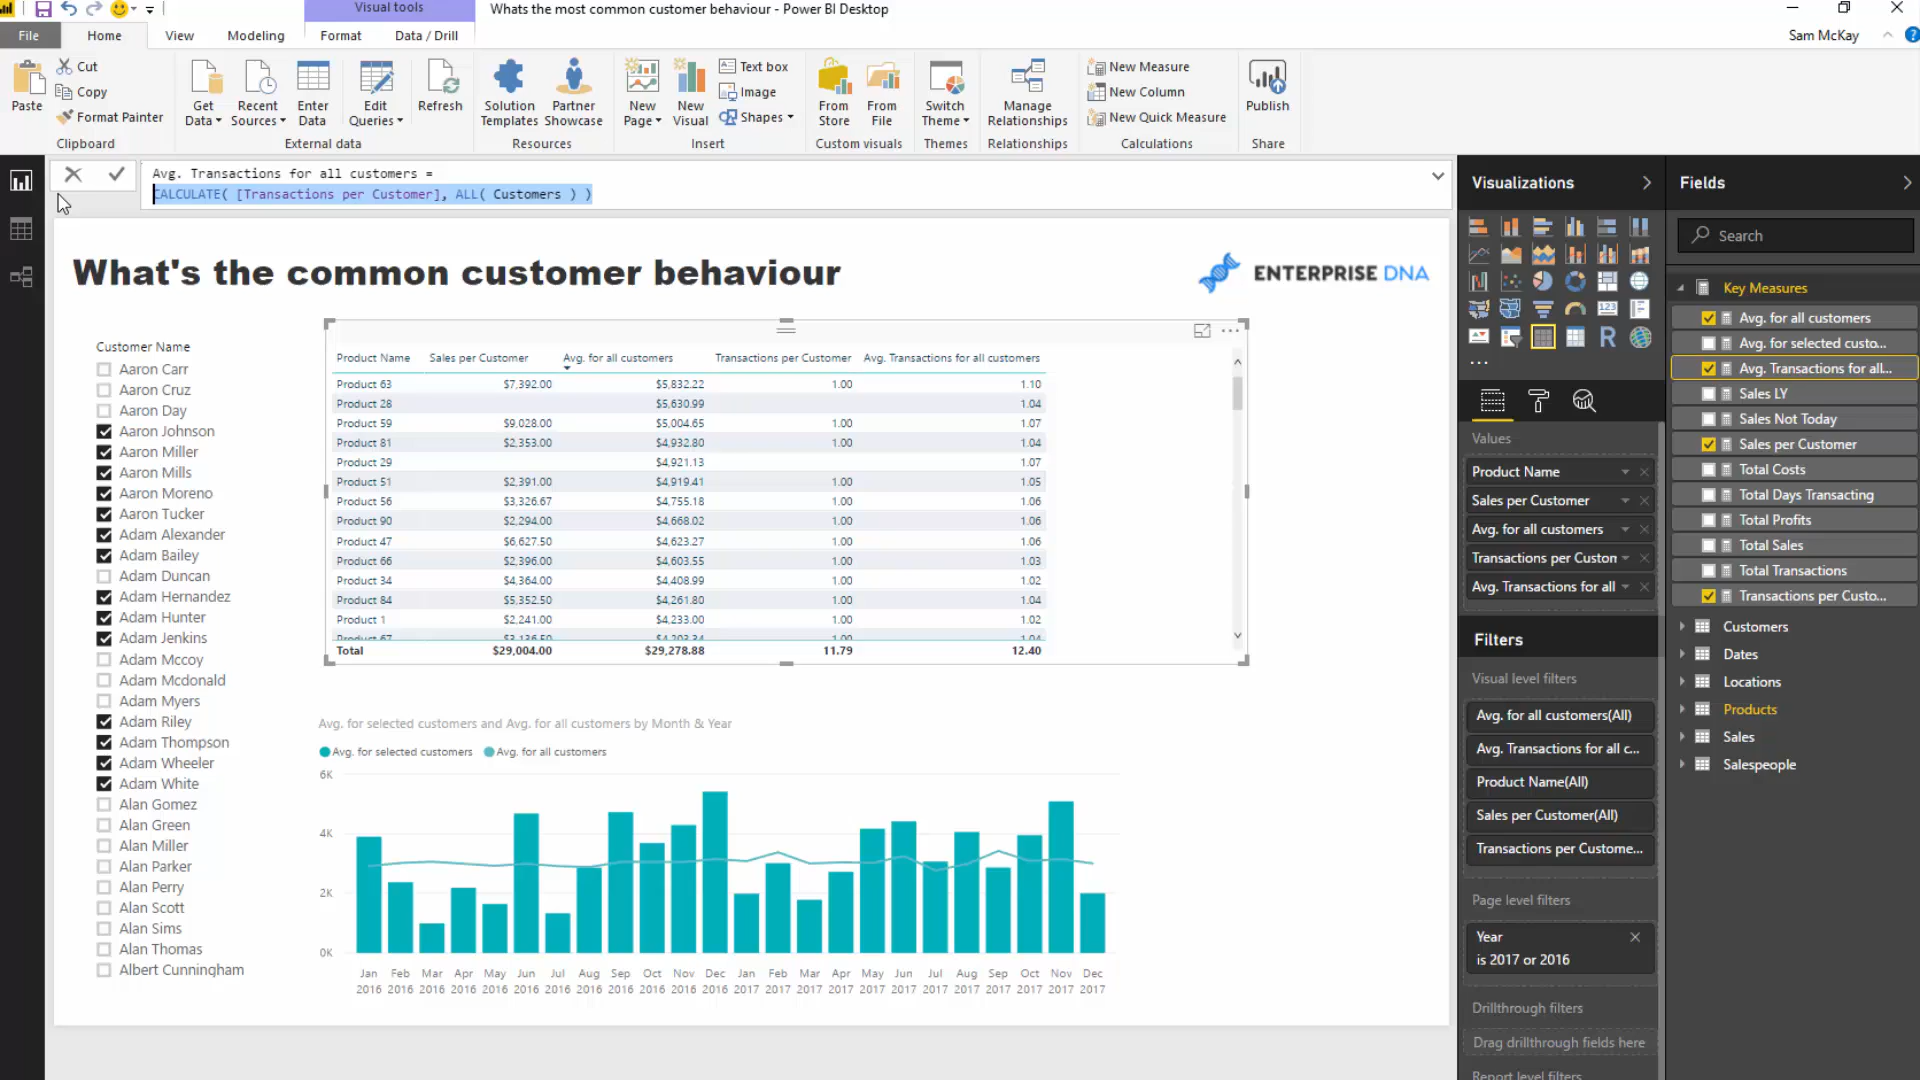 Visual tools
Whats the most common customer behaviour - Power BI Desktop
File
Home
View
Modeling
Format
Data / Drill
Sam McKay
Paste
Cut
Copy
Format Painter
Clipboard
Get Data
Recent Sources
Enter Data
Edit Queries
Refresh
External data
Solution Templates
Partner Showcase
Resources
New Page
New Visual
Text box
Image
Shapes
Insert
From Store
From File
Custom visuals
Switch Theme
Themes
Manage Relationships
Relationships
New Measure
New Column
New Quick Measure
Calculations
Publish
Share
Avg. Transactions for all customers =
CALCULATE( [Transactions per Customer], ALL( Customers ) )
What's the common customer behaviour
ENTERPRISE DNA
Customer Name
Aaron Carr
Aaron Cruz
Aaron Day
Aaron Johnson
Aaron Miller
Aaron Mills
Aaron Moreno
Aaron Tucker
Adam Alexander
Adam Bailey
Adam Duncan
Adam Hernandez
Adam Hunter
Adam Jenkins
Adam Mccoy
Adam Mcdonald
Adam Myers
Adam Riley
Adam Thompson
Adam Wheeler
Adam White
Alan Gomez
Alan Green
Alan Miller
Alan Parker
Alan Perry
Alan Scott
Alan Sims
Alan Thomas
Albert Cunningham
Product Name Sales per Customer Avg. for all customers Transactions per Customer Avg. Transactions for all customers
Product 63 $7,392.00 $5,832.22 1.00 1.10
Product 28 $5,630.99 1.04
Product 59 $9,028.00 $5,004.65 1.00 1.07
Product 81 $2,353.00 $4,932.80 1.00 1.04
Product 29 $4,921.13 1.07
Product 51 $2,391.00 $4,919.41 1.00 1.05
Product 56 $3,326.67 $4,755.18 1.00 1.06
Product 90 $2,294.00 $4,668.02 1.00 1.06
Product 47 $6,627.50 $4,623.27 1.00 1.06
Product 66 $2,396.00 $4,603.55 1.00 1.03
Product 34 $4,364.00 $4,408.99 1.00 1.02
Product 84 $5,352.50 $4,261.80 1.00 1.04
Product 1 $2,241.00 $4,233.00 1.00 1.02
Product 67 $3,136.50 $4,203.34 1.00 1.04
Total $29,004.00 $29,278.88 11.79 12.40
Avg. for selected customers and Avg. for all customers by Month & Year
Avg. for selected customers Avg. for all customers
6K
4K
2K
0K
Jan Feb Mar Apr May Jun Jul Aug Sep Oct Nov Dec Jan Feb Mar Apr May Jun Jul Aug Sep Oct Nov Dec
2016 2016 2016 2016 2016 2016 2016 2016 2016 2016 2016 2016 2017 2017 2017 2017 2017 2017 2017 2017 2017 2017 2017 2017
Visualizations
R
123
Values
Product Name
Sales per Customer
Avg. for all customers
Transactions per Custon
Avg. Transactions for all
Filters
Visual level filters
Avg. for all customers(All)
Avg. Transactions for all c...
Product Name(All)
Sales per Customer(All)
Transactions per Custome...
Page level filters
Year
is 2017 or 2016
Drillthrough filters
Drag drillthrough fields here
Report level filters
Fields
Search
Key Measures
Avg. for all customers
Avg. for selected custo...
Avg. Transactions for all...
Sales LY
Sales Not Today
Sales per Customer
Total Costs
Total Days Transacting
Total Profits
Total Sales
Total Transactions
Transactions per Custo...
Customers
Dates
Locations
Products
Sales
Salespeople